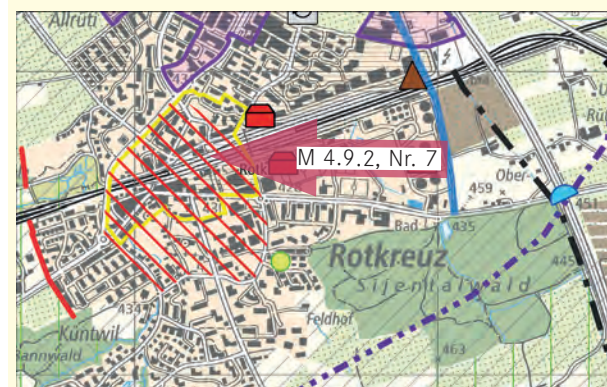 Allrüti
M 4.9.2, Nr. 7
Rotk
Ober-
459
451
Bad
435
Rotkreuz
Sijentalwald
445
434
Feldhof
Küntwil
Bannwald
463